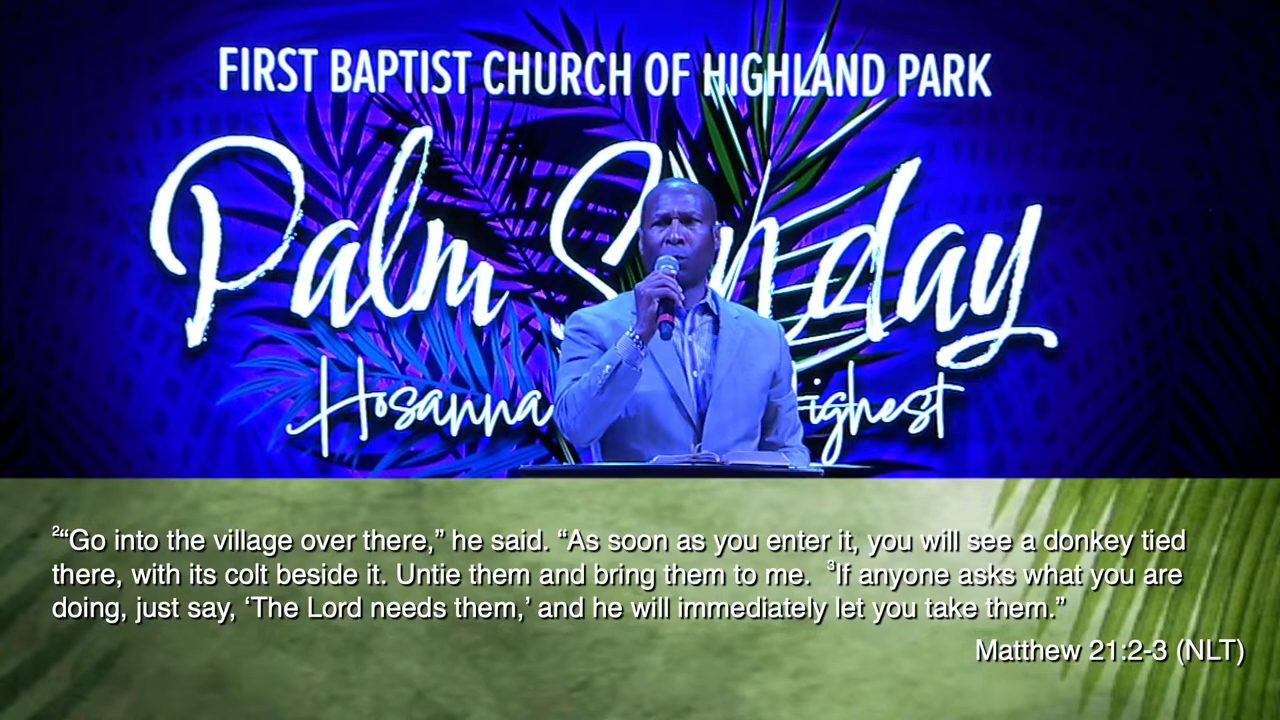 FIRST BAPTIST CHURCH OF HIGHLAND PARK
Palm Sunday
Hosanna ighest
²“Go into the village over there,” he said. “As soon as you enter it, you will see a donkey tied
there, with its colt beside it. Untie them and bring them to me. ³If anyone asks what you are
doing, just say, ‘The Lord needs them,’ and he will immediately let you take them.”
Matthew 21:2-3 (NLT)